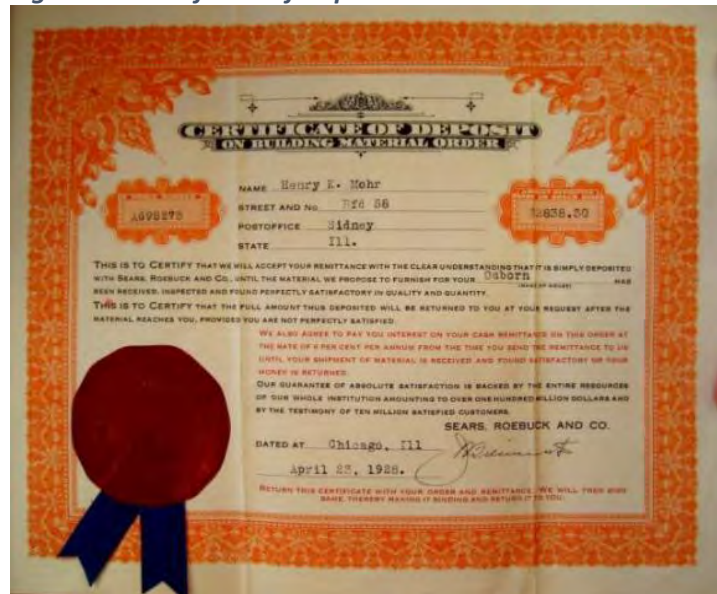 CERTIFICATE OF DEPOSIT
ON BUILDING MATERIAL ORDER
NAME Henry K. Mohr
STREET AND No Rfd 58
POSTOFFICE Sidney
STATE Ill.
THIS IS TO CERTIFY THAT WE WILL ACCEPT YOUR REMITTANCE WITH THE CLEAR UNDERSTANDING THAT IT IS SIMPLY DEPOSITED
WITH SEARS, ROEBUCK AND CO., UNTIL THE MATERIAL WE PROPOSE TO FURNISH FOR YOUR Osborn HAS
BEEN RECEIVED, INSPECTED AND FOUND PERFECTLY SATISFACTORY IN QUALITY AND QUANTITY.
THIS IS TO CERTIFY THAT THE FULL AMOUNT THUS DEPOSITED WILL BE RETURNED TO YOU AT YOUR REQUEST AFTER THE
MATERIAL REACHES YOU, PROVIDED YOU ARE NOT PERFECTLY SATISFIED.
WE ALSO AGREE TO PAY YOU INTEREST ON YOUR CASH REMITTANCE ON THIS ORDER AT
THE RATE OF PER CENT PER ANNUM FROM THE TIME YOU SEND THE REMITTANCE TO US
UNTIL YOUR SHIPMENT OF MATERIAL IS RECEIVED AND FOUND SATISFACTORY OR YOUR
MONEY IS RETURNED.
OUR GUARANTEE OF ABSOLUTE SATISFACTION IS BACKED BY THE ENTIRE RESOURCES
OF OUR WHOLE INSTITUTION AMOUNTING TO OVER ONE HUNDRED MILLION DOLLARS AND
BY THE TESTIMONY OF TEN MILLION SATISFIED CUSTOMERS.
SEARS, ROEBUCK AND CO.
DATED AT Chicago, Ill
April 23, 1928.
RETURN THIS CERTIFICATE WITH YOUR ORDER AND REMITTANCE. WE WILL THEN SIGN
SAME, THEREBY MAKING IT BINDING AND RETURN IT TO YOU.